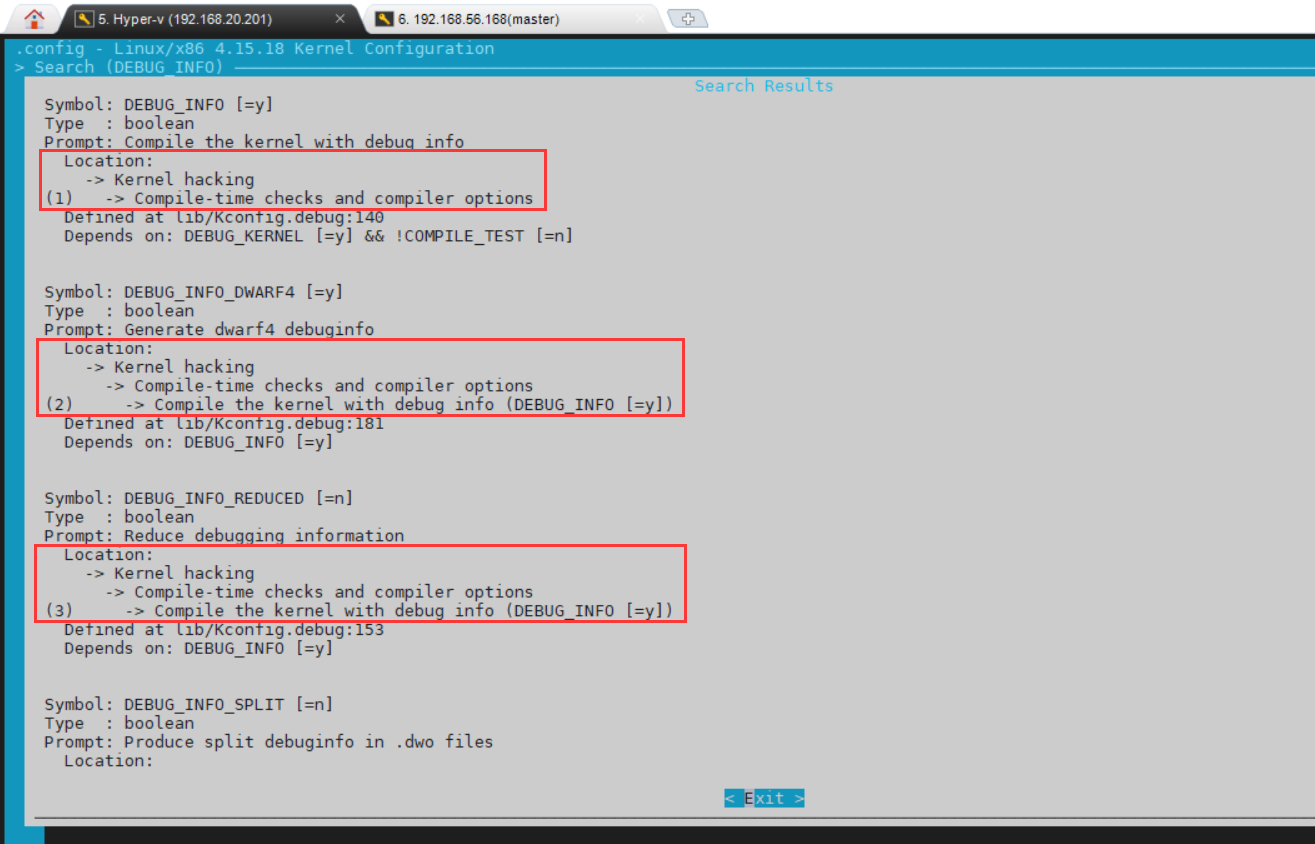 5. Hyper-v (192.168.20.201)
6. 192.168.56.168(master)
.config - Linux/x86 4.15.18 Kernel Configuration
> Search (DEBUG_INFO)
Search Results
Symbol: DEBUG_INFO [=y]
Type  : boolean
Prompt: Compile the kernel with debug info
Location:
-> Kernel hacking
(1)   -> Compile-time checks and compiler options
Defined at lib/Kconfig.debug:140
Depends on: DEBUG_KERNEL [=y] && !COMPILE_TEST [=n]
Symbol: DEBUG_INFO_DWARF4 [=y]
Type  : boolean
Prompt: Generate dwarf4 debuginfo
Location:
-> Kernel hacking
-> Compile-time checks and compiler options
(2)     -> Compile the kernel with debug info (DEBUG_INFO [=y])
Defined at lib/Kconfig.debug:181
Depends on: DEBUG_INFO [=y]
Symbol: DEBUG_INFO_REDUCED [=n]
Type  : boolean
Prompt: Reduce debugging information
Location:
-> Kernel hacking
-> Compile-time checks and compiler options
(3)     -> Compile the kernel with debug info (DEBUG_INFO [=y])
Defined at lib/Kconfig.debug:153
Depends on: DEBUG_INFO [=y]
Symbol: DEBUG_INFO_SPLIT [=n]
Type  : boolean
Prompt: Produce split debuginfo in .dwo files
Location:
< Exit >